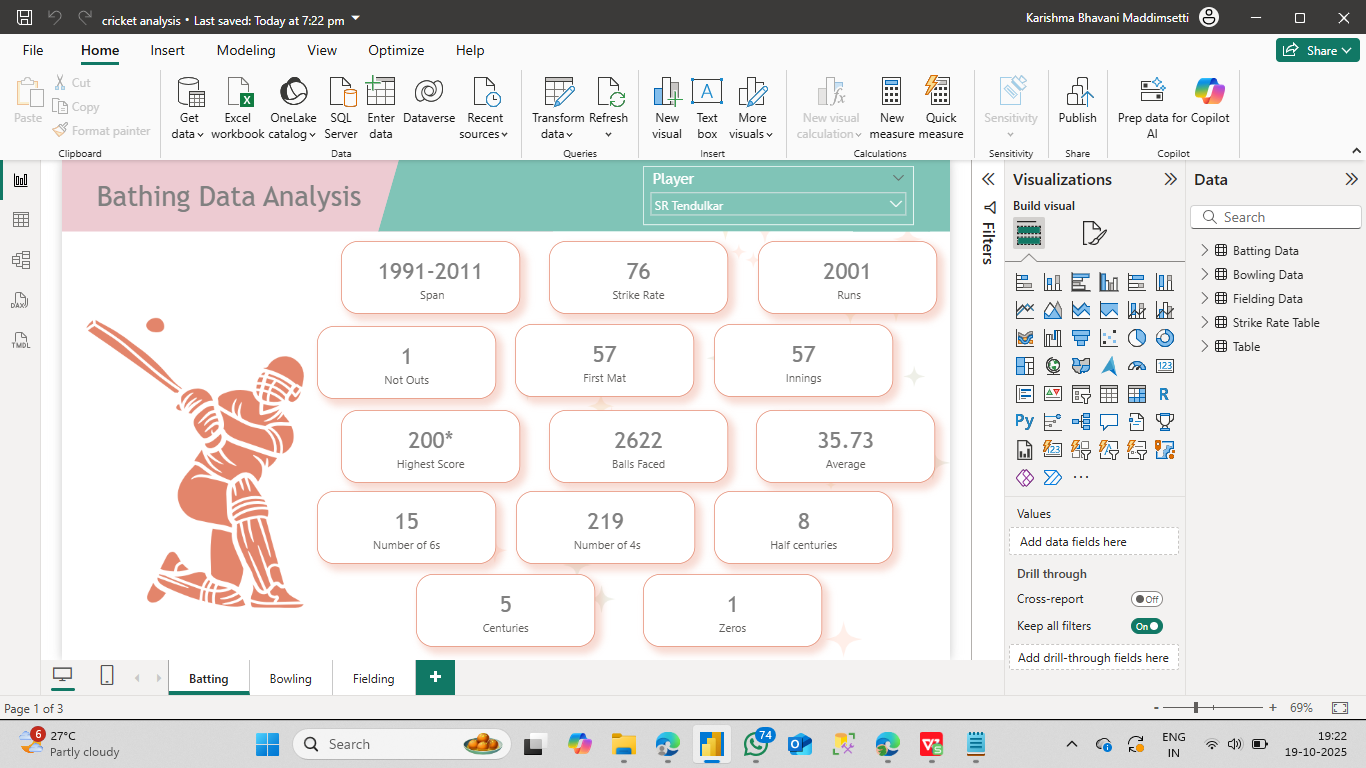 cricket analysis • Last saved: Today at 7:22 pm
Karishma Bhavani Maddimsetti
File
Home
Insert
Modeling
View
Optimize
Help
Share
Paste
Cut
Copy
Format painter
Clipboard
Get data
Excel workbook
OneLake catalog
SQL Server
Enter data
Dataverse
Recent sources
Data
Transform data
Refresh
Queries
New visual
Text box
More visuals
Insert
New visual calculation
New measure
Quick measure
Calculations
Sensitivity
Sensitivity
Publish
Share
Prep data for AI
Copilot
Copilot
Bathing Data Analysis
Player
SR Tendulkar
1991-2011
Span
76
Strike Rate
2001
Runs
1
Not Outs
57
First Mat
57
Innings
200*
Highest Score
2622
Balls Faced
35.73
Average
15
Number of 6s
219
Number of 4s
8
Half centuries
5
Centuries
1
Zeros
Filters
Visualizations
Build visual
123
R
Py
123
Values
Add data fields here
Drill through
Cross-report
Off
Keep all filters
On
Add drill-through fields here
Data
Search
Batting Data
Bowling Data
Fielding Data
Strike Rate Table
Table
DAX
TMDL
Batting
Bowling
Fielding
+
Page 1 of 3
- + 69%
6
27°C
Partly cloudy
Search
74
ENG
IN
19:22
19-10-2025